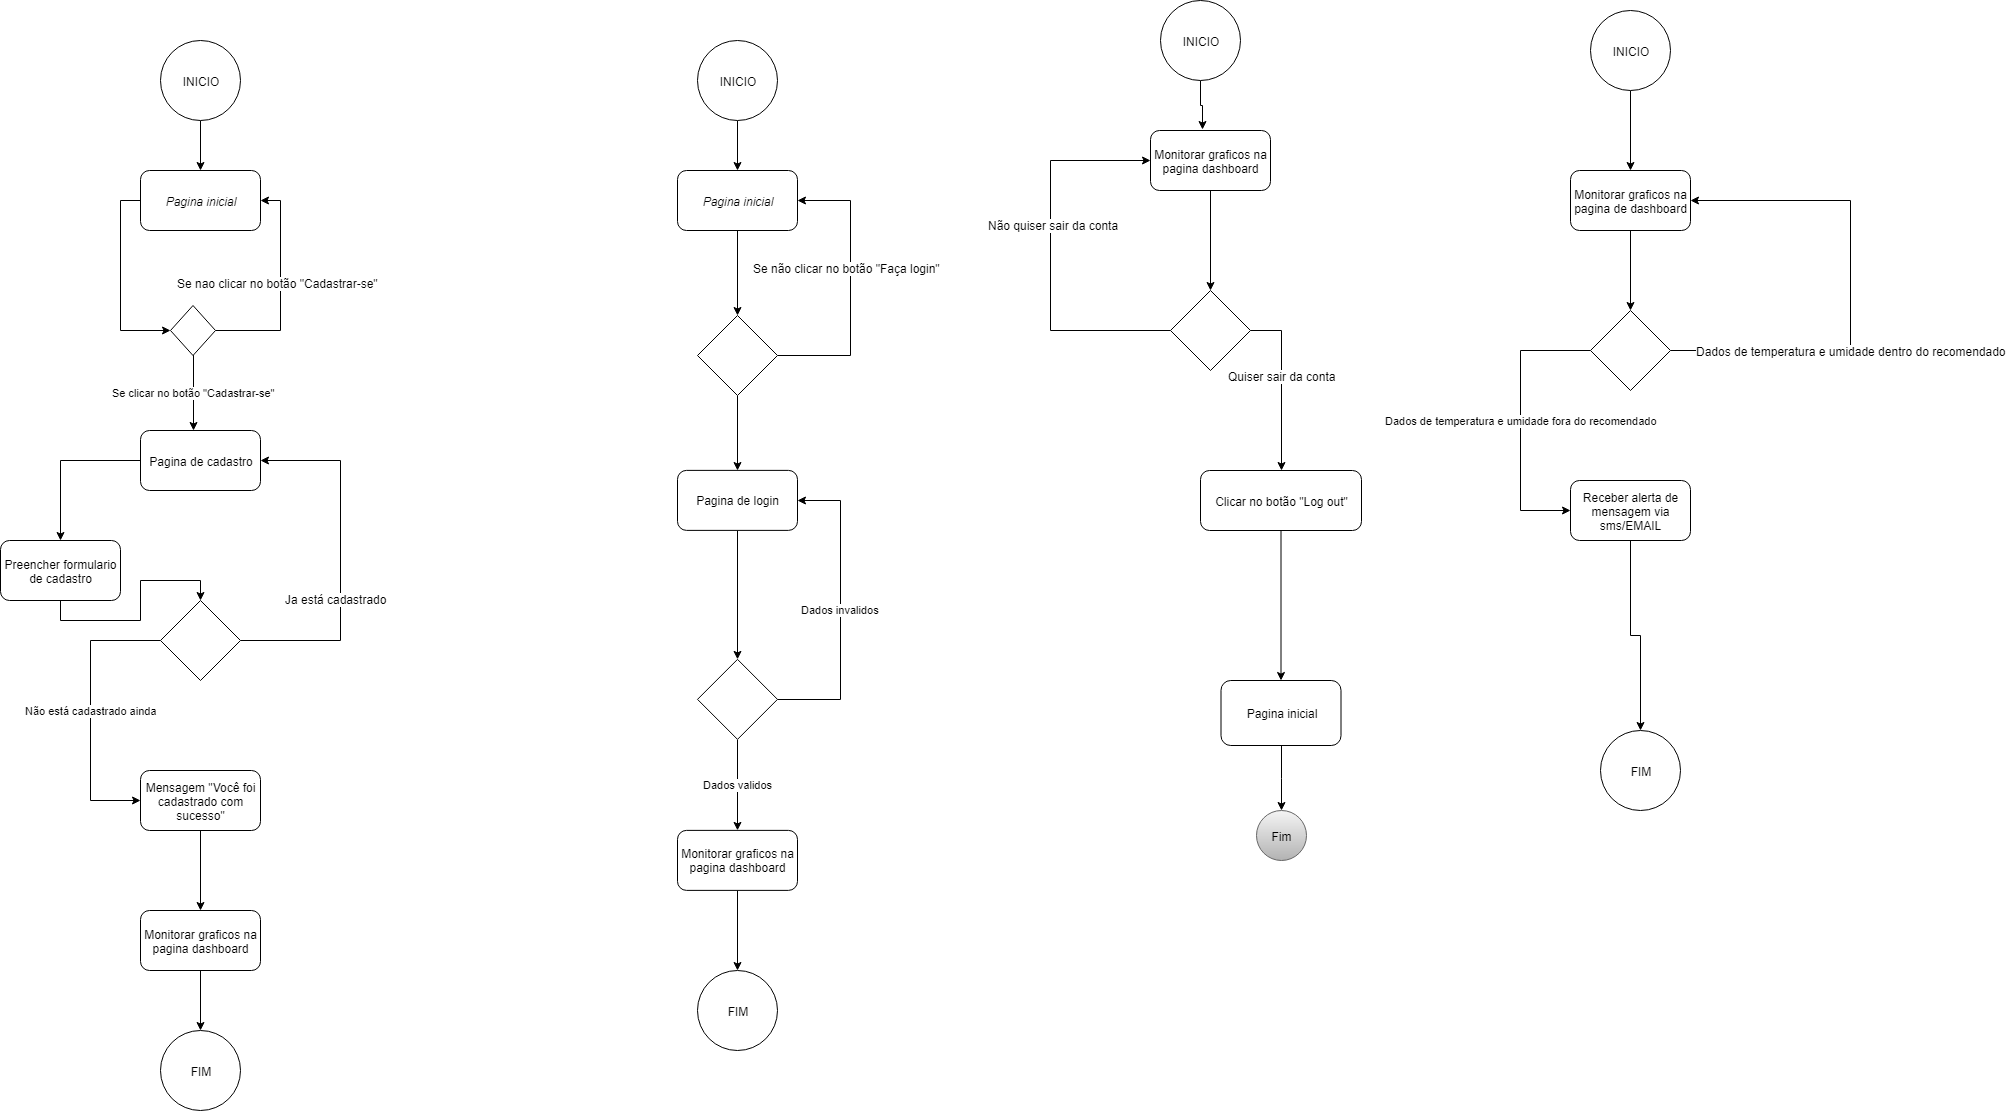 INICIO
Pagina inicial
Se nao clicar no botão "Cadastrar-se"
Se clicar no botão "Cadastrar-se"
Pagina de cadastro
Preencher formulario
de cadastro
Ja está cadastrado
Não está cadastrado ainda
Mensagem "Você foi
cadastrado com
sucesso"
Monitorar graficos na
pagina dashboard
FIM
INICIO
Pagina inicial
Se não clicar no botão "Faça login"
Pagina de login
Dados invalidos
Dados validos
Monitorar graficos na
pagina dashboard
FIM
INICIO
Monitorar graficos na
pagina dashboard
Não quiser sair da conta
Quiser sair da conta
Clicar no botão "Log out"
Pagina inicial
Fim
INICIO
Monitorar graficos na
pagina de dashboard
Dados de temperatura e umidade dentro do recomendado
Dados de temperatura e umidade fora do recomendado
Receber alerta de
mensagem via
sms/EMAIL
FIM